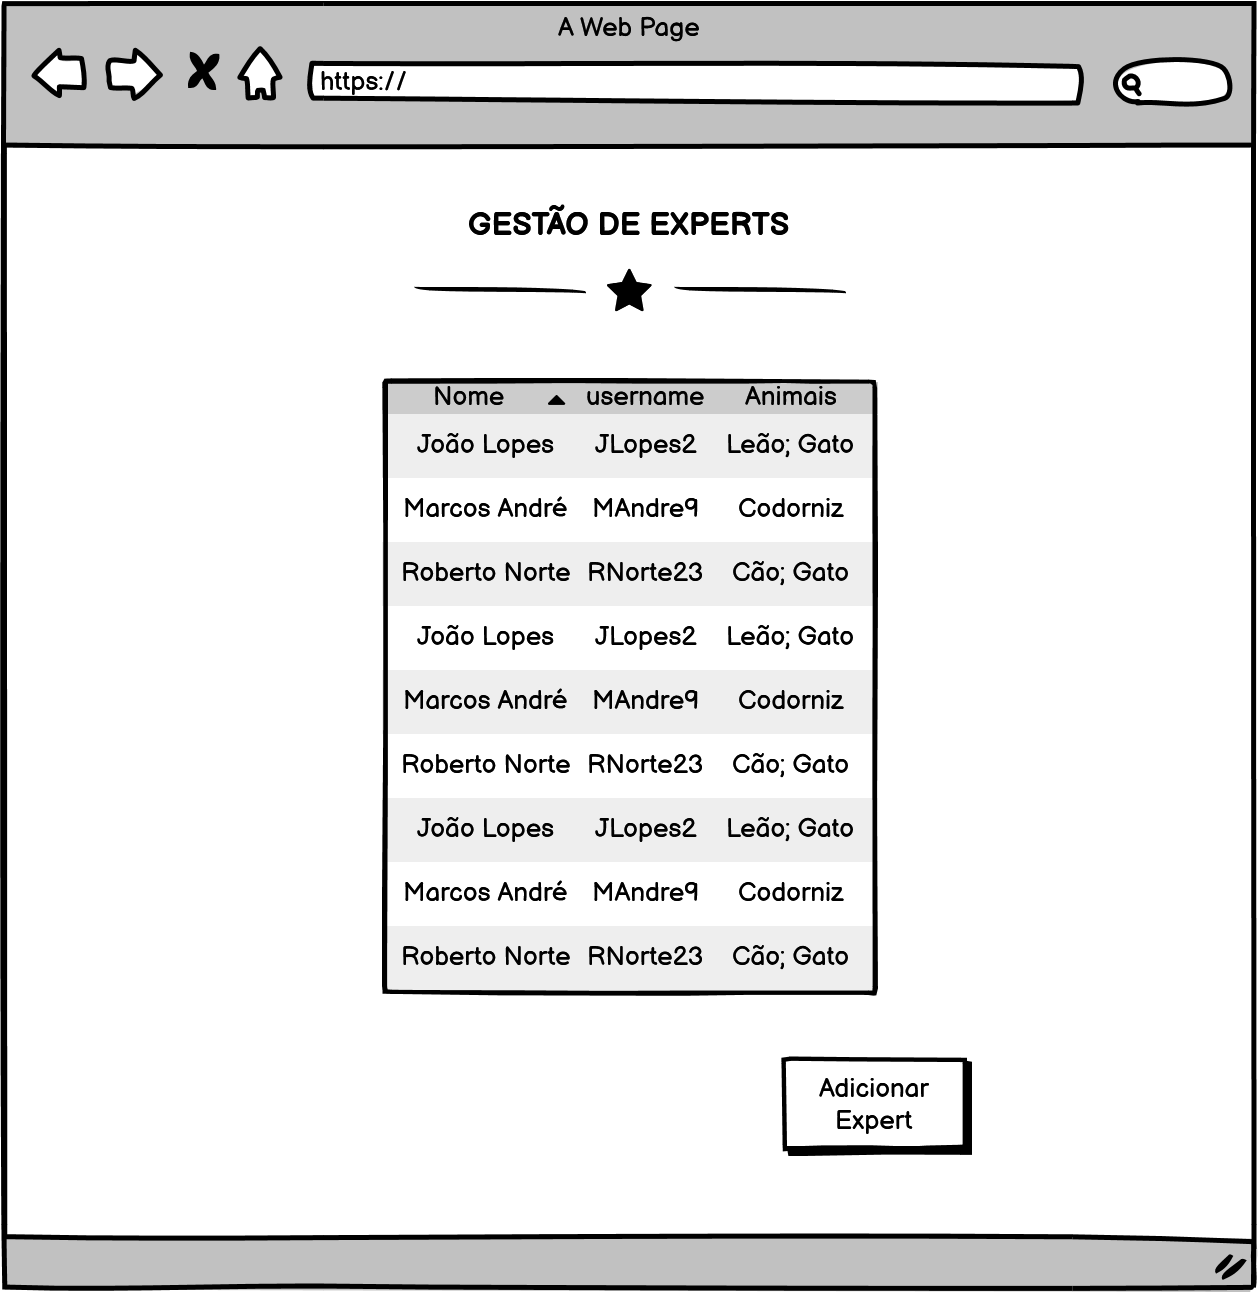 A Web Page
https://
GESTÃO DE EXPERTS
Nome username Animais
João Lopes JLopes2 Leão; Gato
Marcos André MAndre9 Codorniz
Roberto Norte RNorte23 Cão; Gato
João Lopes JLopes2 Leão; Gato
Marcos André MAndre9 Codorniz
Roberto Norte RNorte23 Cão; Gato
João Lopes JLopes2 Leão; Gato
Marcos André MAndre9 Codorniz
Roberto Norte RNorte23 Cão; Gato
Adicionar
Expert